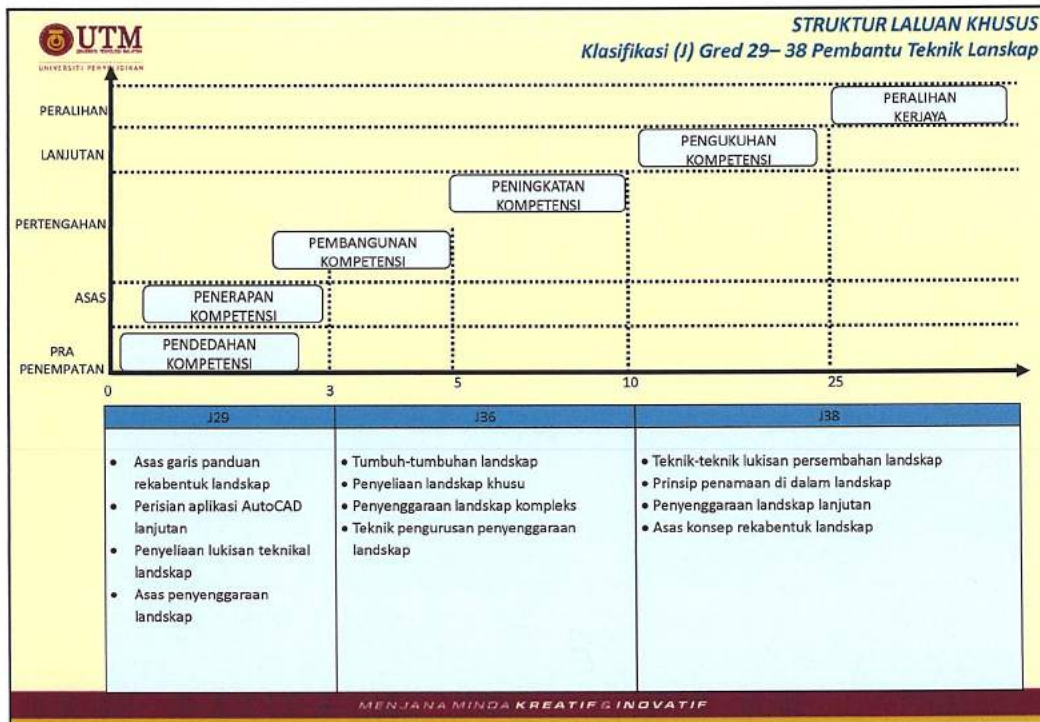 UTM
UNIVERSITI TEKNOLOGI MALAYSIA
UNIVERSITI PENYELIDIKAN
STRUKTUR LALUAN KHUSUS
Klasifikasi (J) Gred 29– 38 Pembantu Teknik Lanskap
PERALIHAN
LANJUTAN
PERTENGAHAN
ASAS
PRA
PENEMPATAN
PERALIHAN
KERJAYA
PENGUKUHAN
KOMPETENSI
PENINGKATAN
KOMPETENSI
PEMBANGUNAN
KOMPETENSI
PENERAPAN
KOMPETENSI
PENDEDAHAN
KOMPETENSI
0 3 5 10 25
J29
• Asas garis panduan
rekabentuk landskap
• Perisian aplikasi AutoCAD
lanjutan
• Penyeliaan lukisan teknikal
landskap
• Asas penyenggaraan
landskap
J36
• Tumbuh-tumbuhan landskap
• Penyeliaan landskap khusu
• Penyenggaraan landskap kompleks
• Teknik pengurusan penyenggaraan
landskap
J38
• Teknik-teknik lukisan persembahan landskap
• Prinsip penamaan di dalam landskap
• Penyenggaraan landskap lanjutan
• Asas konsep rekabentuk landskap
MENJANA MINDA KREATIF & INOVATIF